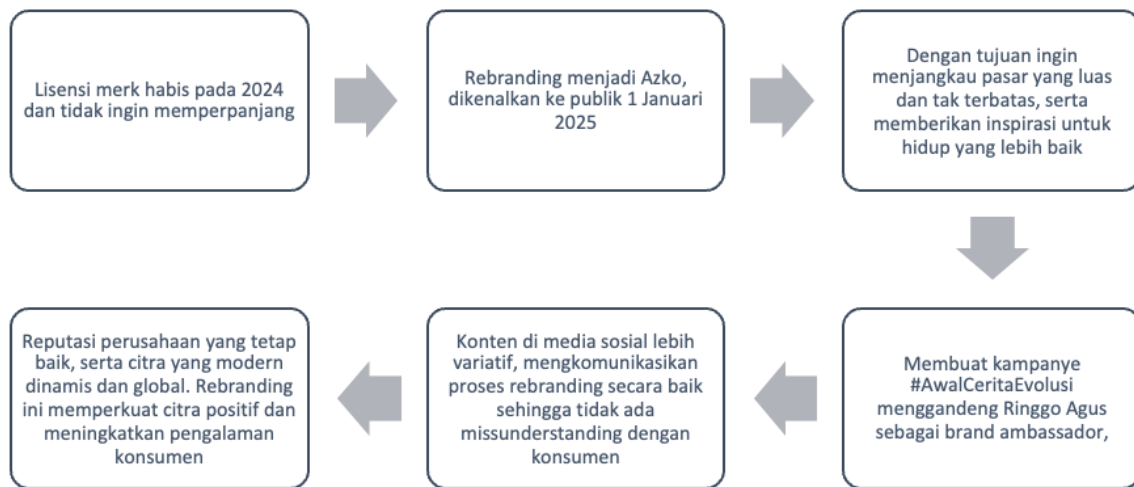 Lisensi merk habis pada 2024
dan tidak ingin memperpanjang
Rebranding menjadi Azko,
dikenalkan ke publik 1 Januari
2025
Dengan tujuan ingin
menjangkau pasar yang luas
dan tak terbatas, serta
memberikan inspirasi untuk
hidup yang lebih baik
Membuat kampanye
#AwalCeritaEvolusi
menggandeng Ringgo Agus
sebagai brand ambassador,
Konten di media sosial lebih
variatif, mengkomunikasikan
proses rebranding secara baik
sehingga tidak ada
missunderstanding dengan
konsumen
Reputasi perusahaan yang tetap
baik, serta citra yang modern
dinamis dan global. Rebranding
ini memperkuat citra positif dan
meningkatkan pengalaman
konsumen